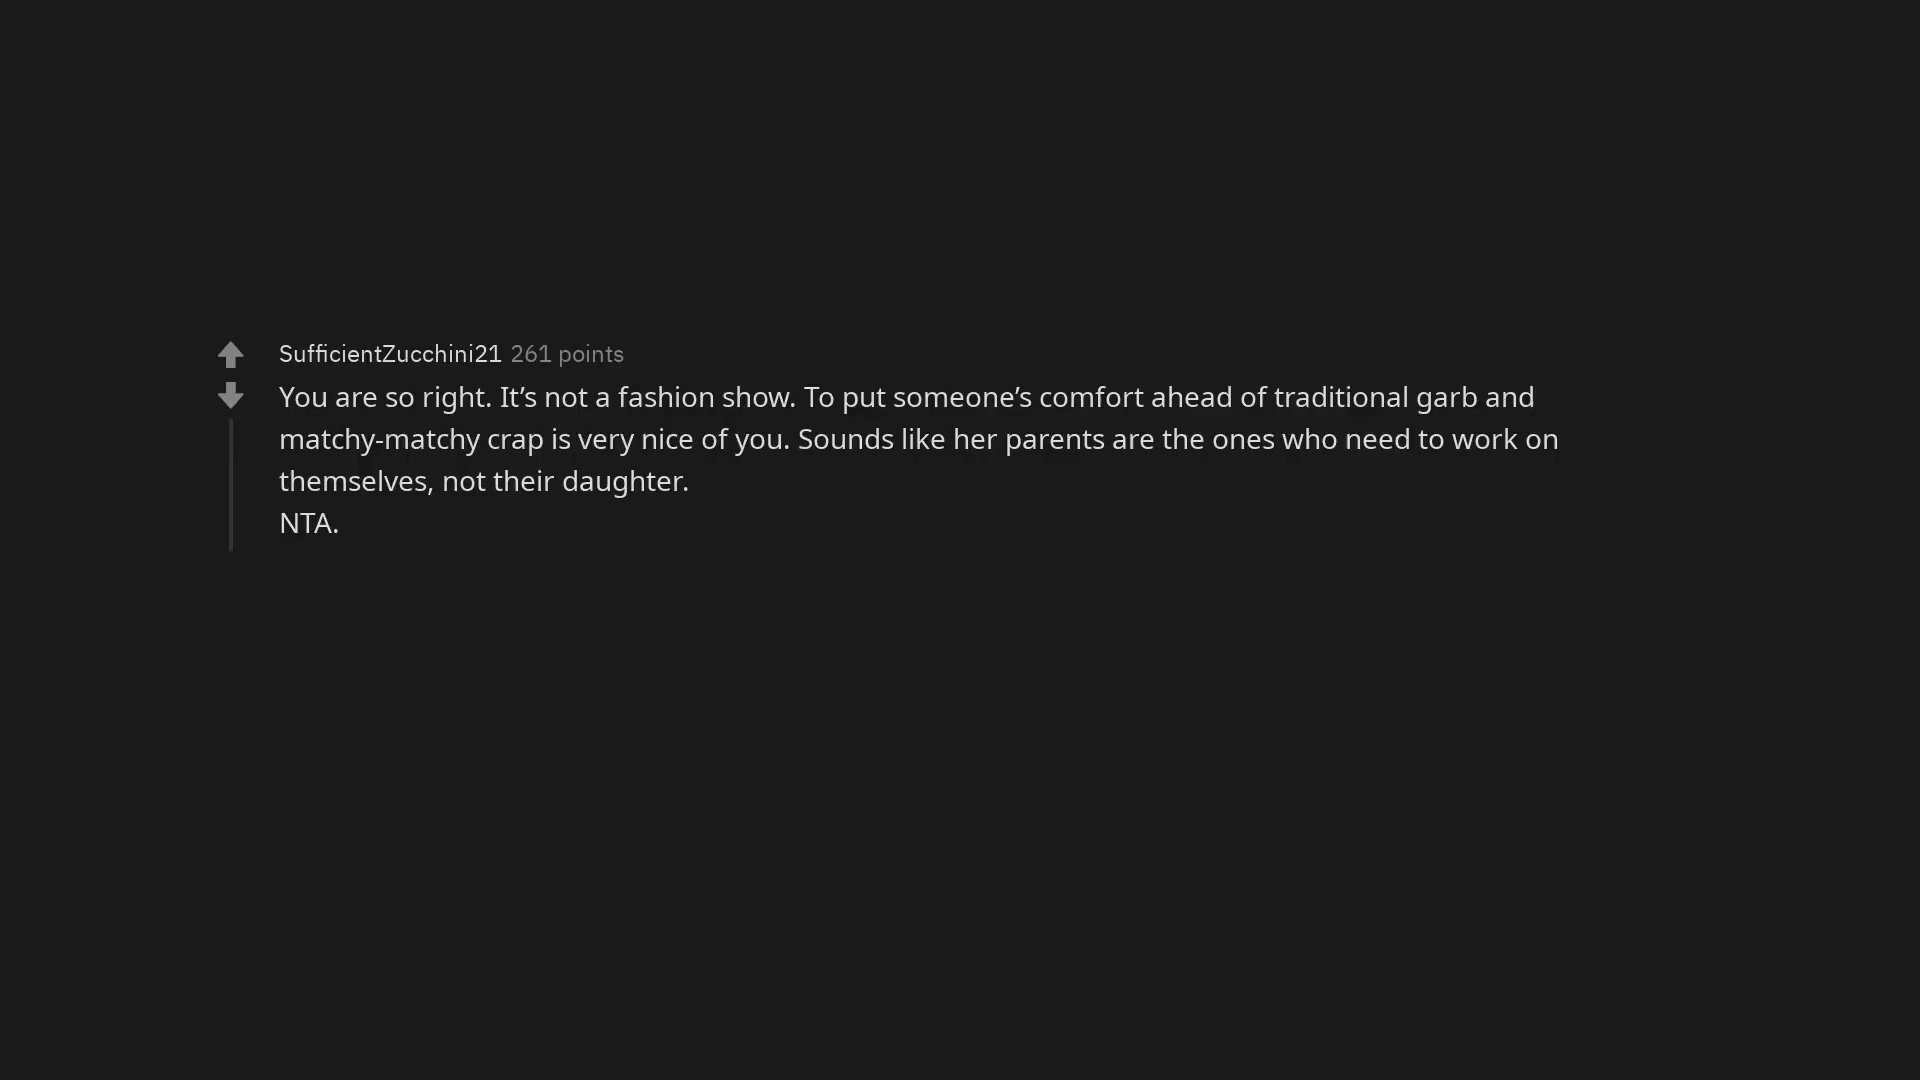 SufficientZucchini21 261 points
You are so right. It’s not a fashion show. To put someone’s comfort ahead of traditional garb and
matchy-matchy crap is very nice of you. Sounds like her parents are the ones who need to work on
themselves, not their daughter.
NTA.